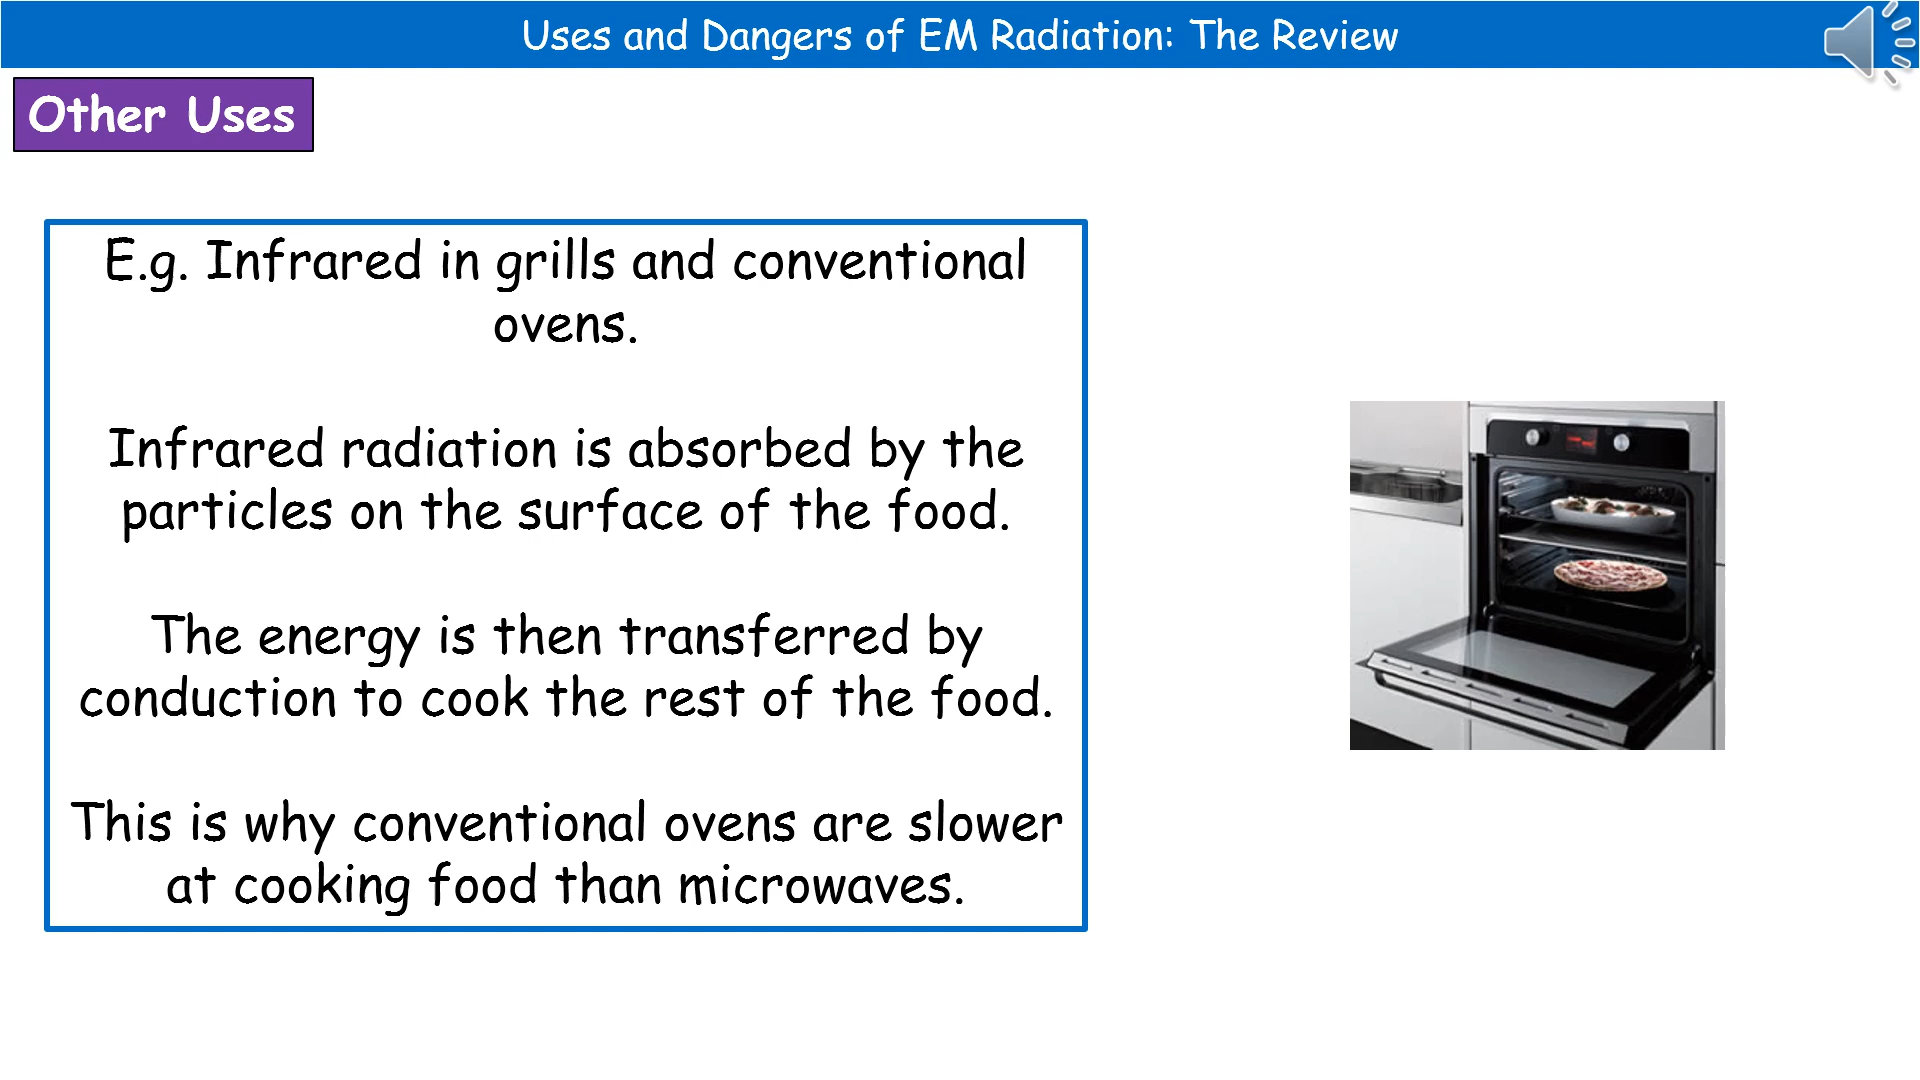 Uses and Dangers of EM Radiation: The Review
Other Uses
E.g. Infrared in grills and conventional
ovens.
Infrared radiation is absorbed by the
particles on the surface of the food.
The energy is then transferred by
conduction to cook the rest of the food.
This is why conventional ovens are slower
at cooking food than microwaves.